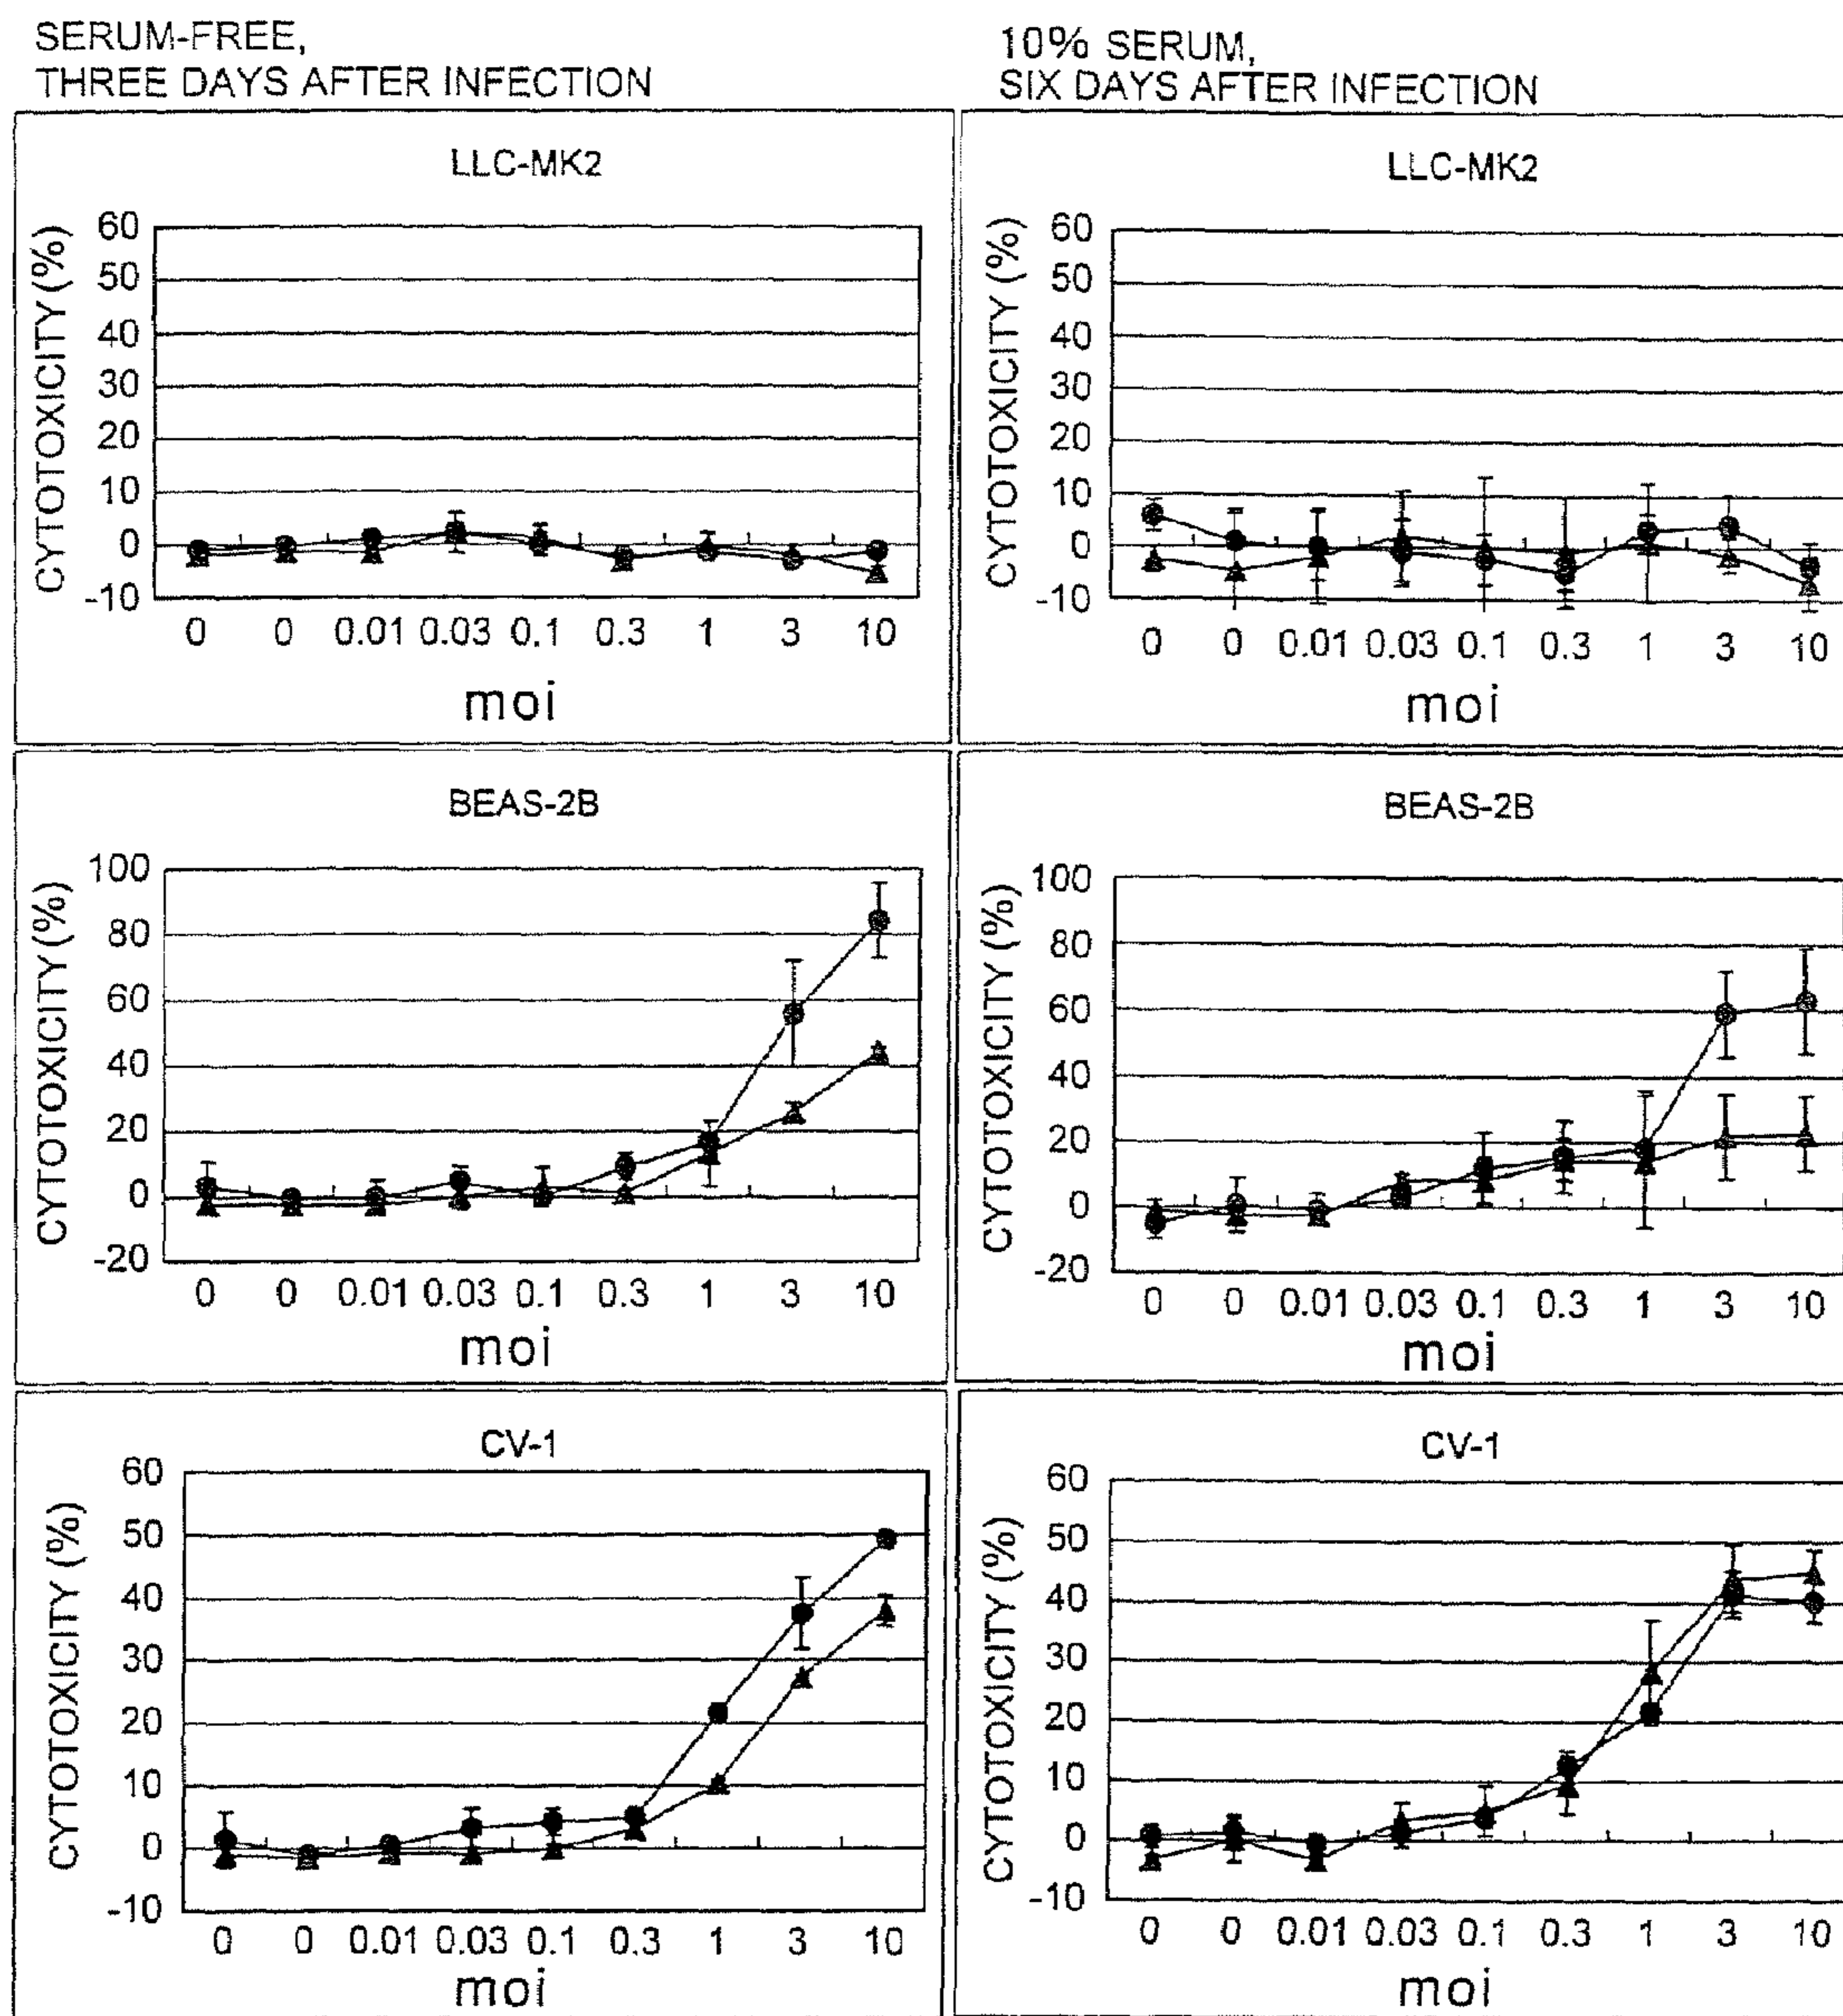 SERUM-FREE,
THREE DAYS AFTER INFECTION
10% SERUM,
SIX DAYS AFTER INFECTION
LLC-MK2
CYTOTOXICITY (%)
60
50
40
30
20
10
0
-10
0 0 0.01 0.03 0.1 0.3 1 3 10
moi
LLC-MK2
CYTOTOXICITY (%)
60
50
40
30
20
10
0
-10
0 0 0.01 0.03 0.1 0.3 1 3 10
moi
BEAS-2B
CYTOTOXICITY (%)
100
80
60
40
20
0
-20
0 0 0.01 0.03 0.1 0.3 1 3 10
moi
BEAS-2B
CYTOTOXICITY (%)
100
80
60
40
20
0
-20
0 0 0.01 0.03 0.1 0.3 1 3 10
moi
CV-1
CYTOTOXICITY (%)
60
50
40
30
20
10
0
-10
0 0 0.01 0.03 0.1 0.3 1 3 10
moi
CV-1
CYTOTOXICITY (%)
60
50
40
30
20
10
0
-10
0 0 0.01 0.03 0.1 0.3 1 3 10
moi